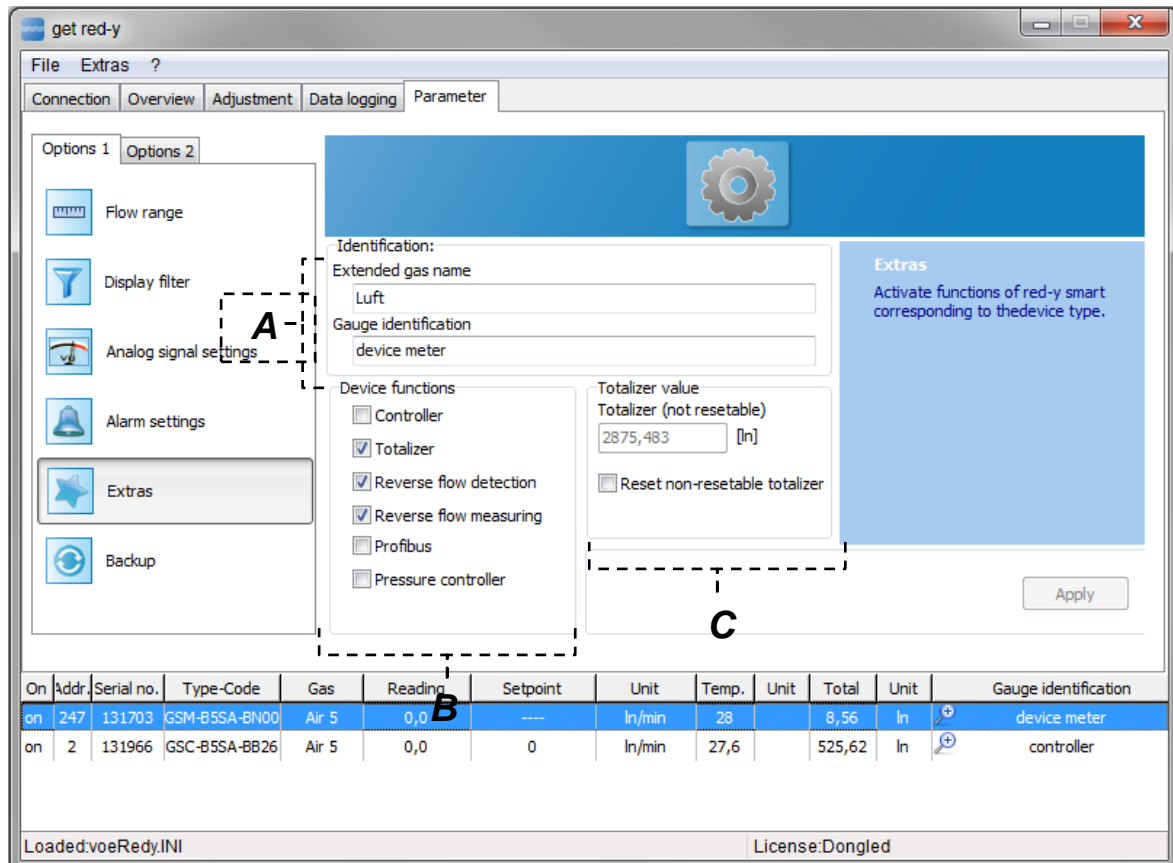 get red-y
File Extras ?
Connection Overview Adjustment Data logging Parameter
Options 1 Options 2
Flow range
Display filter
Analog signal settings
Alarm settings
Extras
Backup
Identification:
Extended gas name
Luft
Gauge identification
device meter
A
Device functions
Controller
Totalizer
Reverse flow detection
Reverse flow measuring
Profibus
Pressure controller
B
Totalizer value
Totalizer (not resetable)
2875,483 [ln]
Reset non-resetable totalizer
C
Extras
Activate functions of red-y smart
corresponding to thedevice type.
Apply
On Addr. Serial no. Type-Code Gas Reading Setpoint Unit Temp. Unit Total Unit Gauge identification
on 247 131703 GSM-B5SA-BN00 Air 5 0,0 ---- ln/min 28 8,56 ln device meter
on 2 131966 GSC-B5SA-BB26 Air 5 0,0 0 ln/min 27,6 525,62 ln controller
Loaded:voeRedy.INI License:Dongled